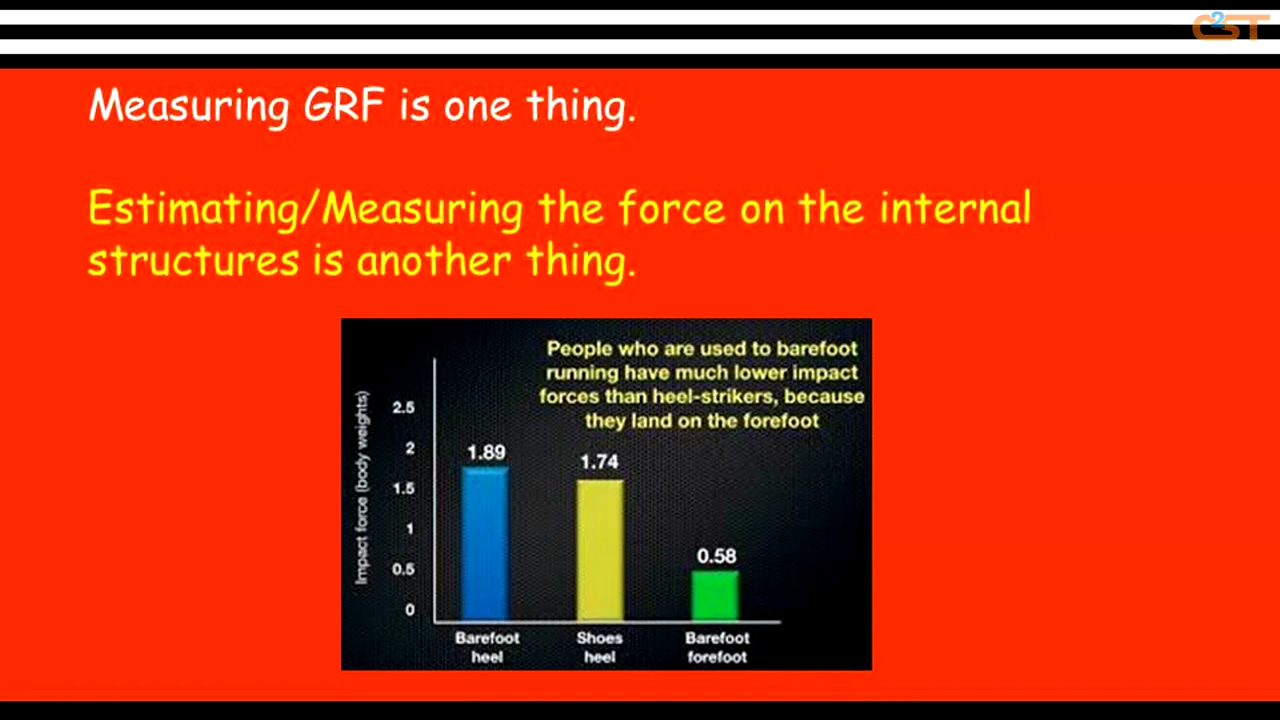 C2ST
Measuring GRF is one thing.
Estimating/Measuring the force on the internal
structures is another thing.
People who are used to barefoot
running have much lower impact
forces than heel-strikers, because
they land on the forefoot
Impact force (body weights)
2.5
2
1.5
1
0.5
0
1.89
1.74
0.58
Barefoot
heel
Shoes
heel
Barefoot
forefoot